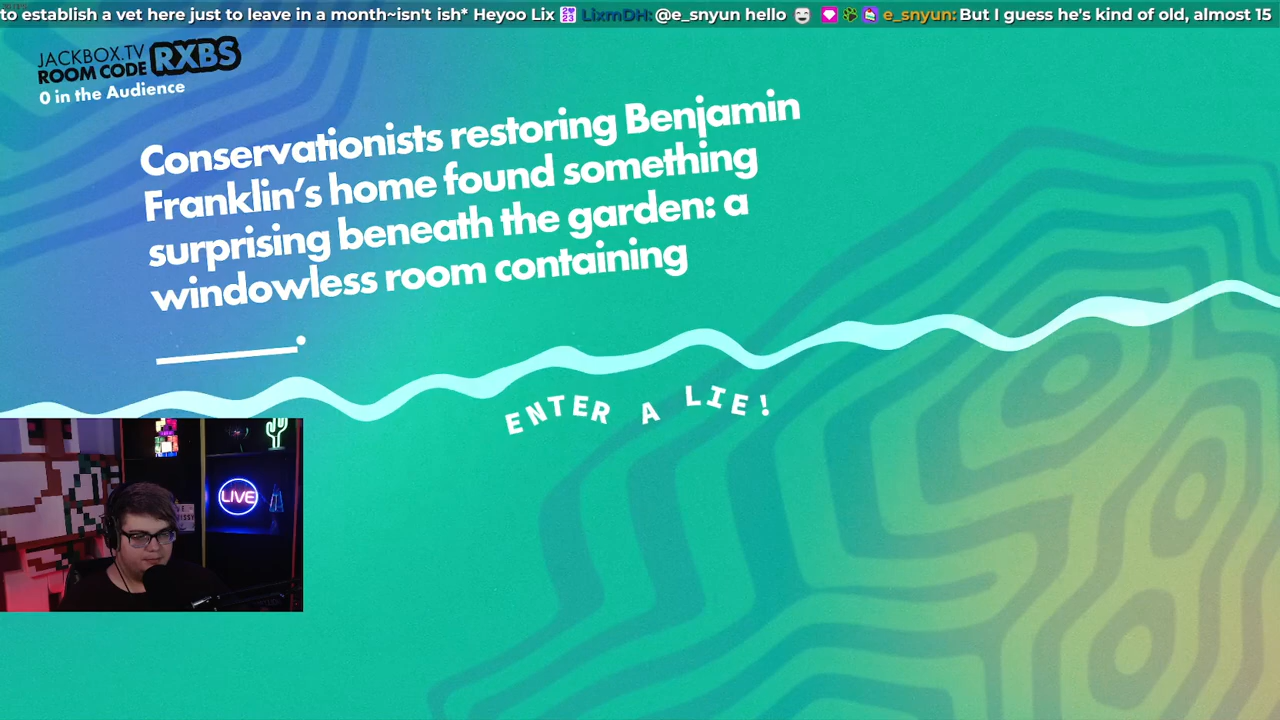 to establish a vet here just to leave in a month~isn't ish* Heyoo Lix LixmDH: @e_snyun hello e_snyun: But I guess he's kind of old, almost 15
JACKBOX.TV
ROOM CODE RXBS
0 in the Audience
Conservationists restoring Benjamin
Franklin's home found something
surprising beneath the garden: a
windowless room containing
________.
ENTER A LIE!
LIVE